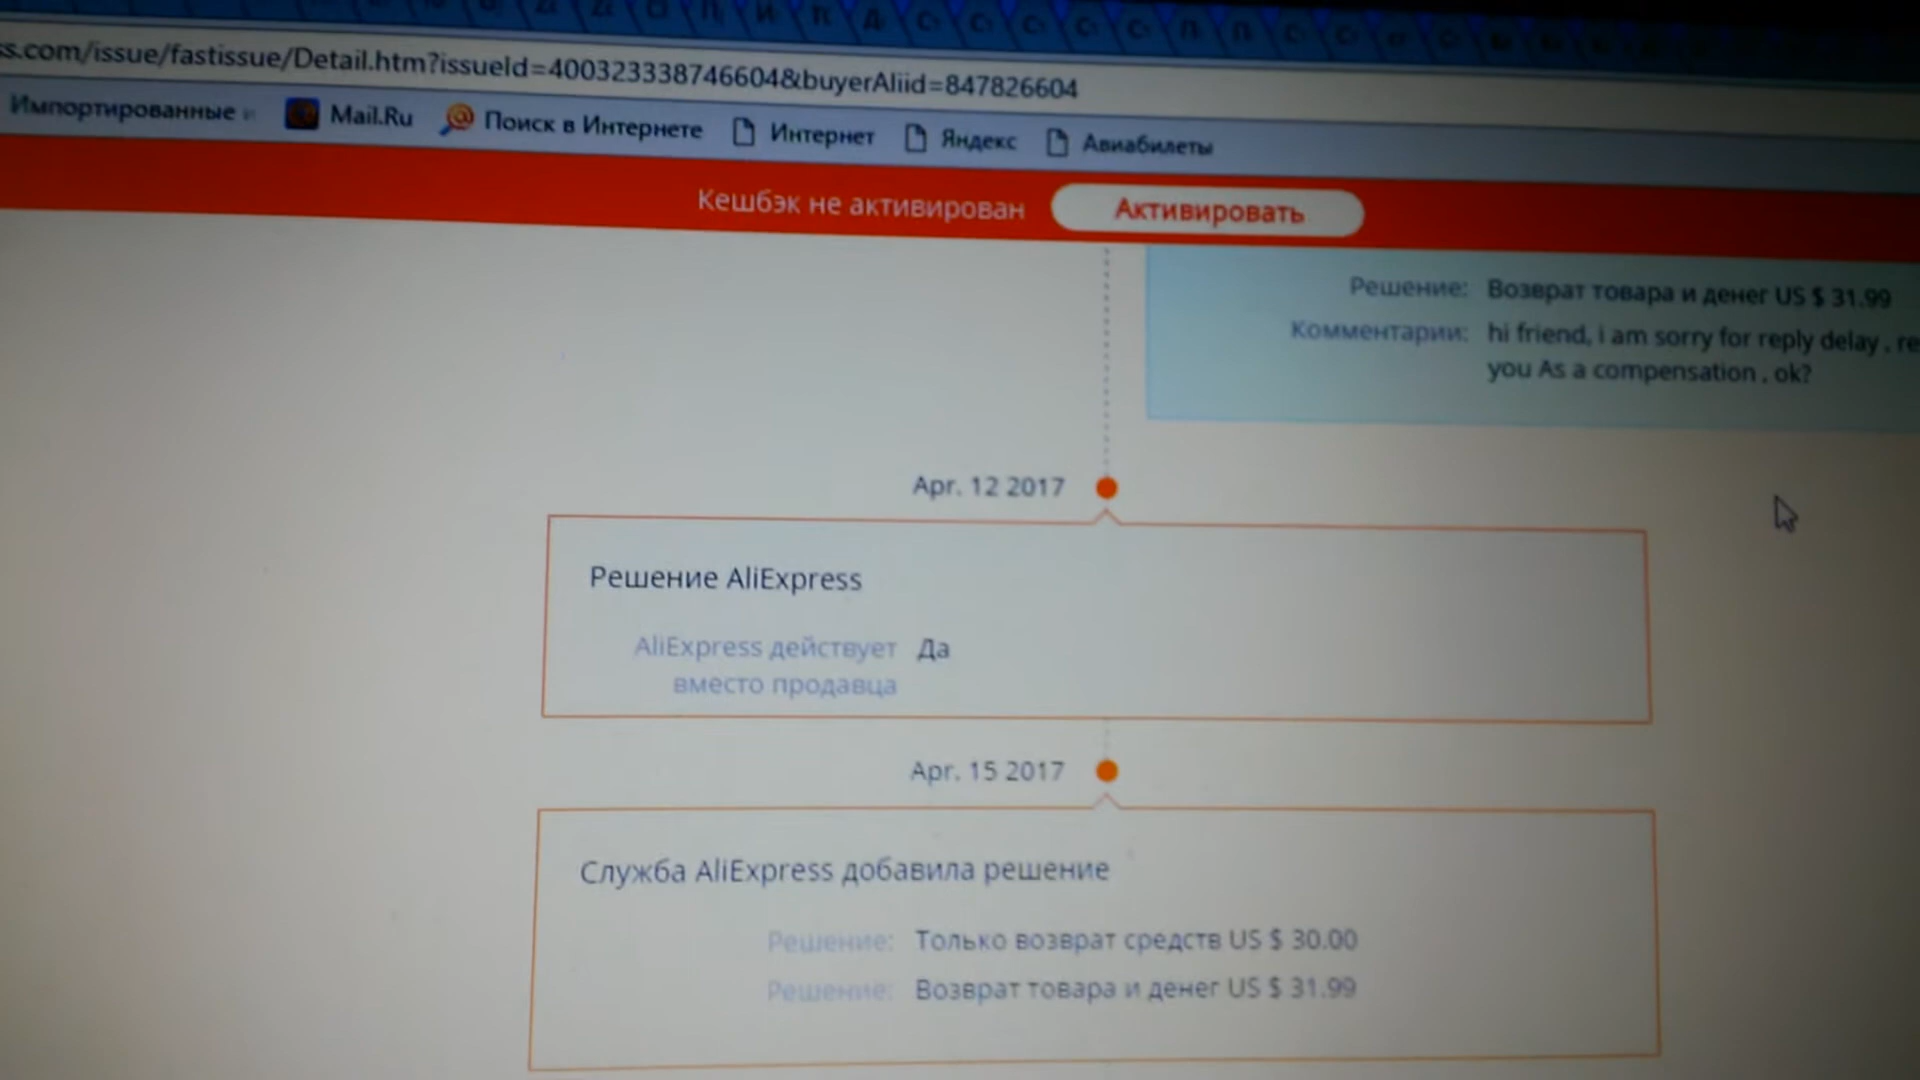 ss.com/issue/fastissue/Detail.htm?issueId=400323338746604&buyerAliid=847826604
Импортированные
Mail.Ru
Поиск в Интернете
Интернет
Яндекс
Авиабилеты
Кешбэк не активирован
Активировать
Решение: Возврат товара и денег US $ 31.99
Комментарии: hi friend, i am sorry for reply delay . re
you As a compensation . ok?
Apr. 12 2017
Решение AliExpress
AliExpress действует Да
вместо продавца
Apr. 15 2017
Служба AliExpress добавила решение
Решение: Только возврат средств US $ 30.00
Решение: Возврат товара и денег US $ 31.99